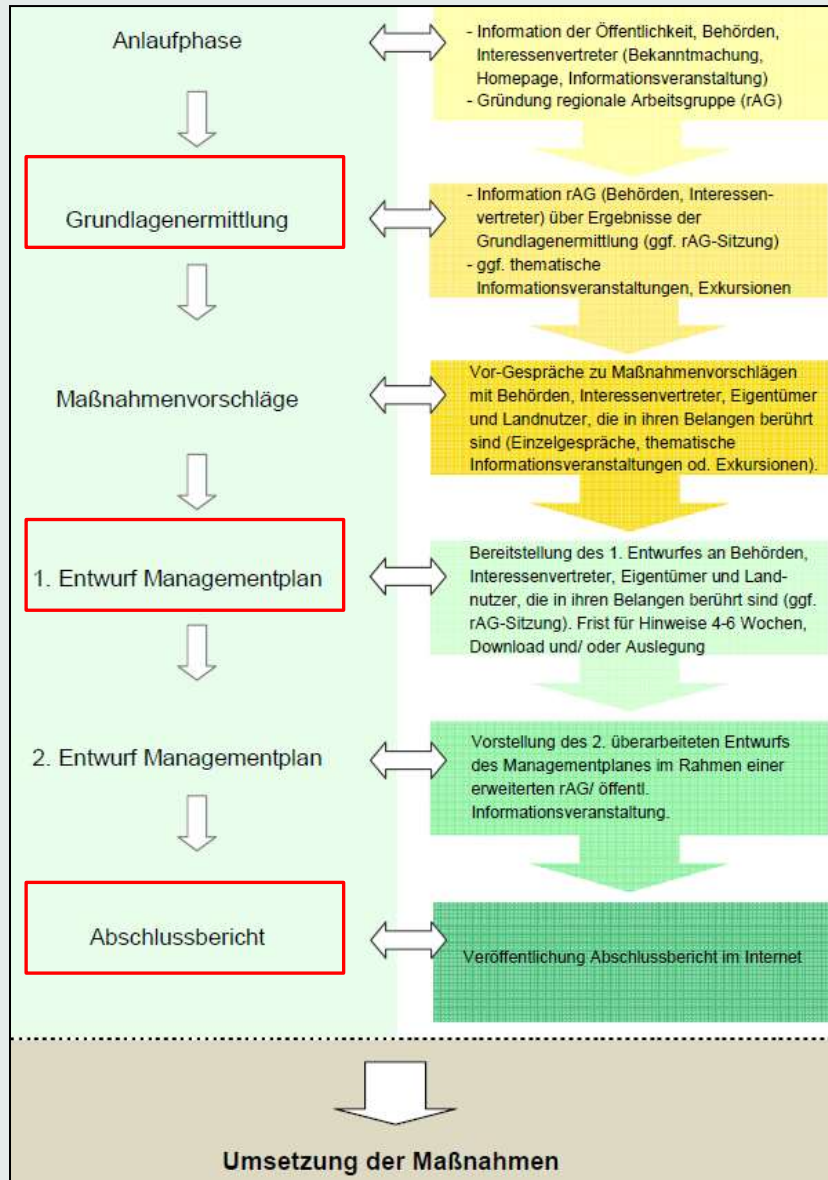 Anlaufphase
- Information der Öffentlichkeit, Behörden,
Interessenvertreter (Bekanntmachung,
Homepage, Informationsveranstaltung)
- Gründung regionale Arbeitsgruppe (rAG)
Grundlagenermittlung
- Information rAG (Behörden, Interessen-
vertreter) über Ergebnisse der
Grundlagenermittlung (ggf. rAG-Sitzung)
- ggf. thematische
Informationsveranstaltungen, Exkursionen
Maßnahmenvorschläge
Vor-Gespräche zu Maßnahmenvorschlägen
mit Behörden, Interessenvertreter, Eigentümer
und Landnutzer, die in ihren Belangen berührt
sind (Einzelgespräche, thematische
Informationsveranstaltungen od. Exkursionen).
1. Entwurf Managementplan
Bereitstellung des 1. Entwurfes an Behörden,
Interessenvertreter, Eigentümer und Land-
nutzer, die in ihren Belangen berührt sind (ggf.
rAG-Sitzung). Frist für Hinweise 4-6 Wochen,
Download und/ oder Auslegung
2. Entwurf Managementplan
Vorstellung des 2. überarbeiteten Entwurfs
des Managementplanes im Rahmen einer
erweiterten rAG/ öffentl.
Informationsveranstaltung.
Abschlussbericht
Veröffentlichung Abschlussbericht im Internet
Umsetzung der Maßnahmen